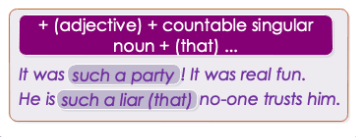 + (adjective) + countable singular
noun + (that) ...
It was such a party! It was real fun.
He is such a liar (that) no-one trusts him.